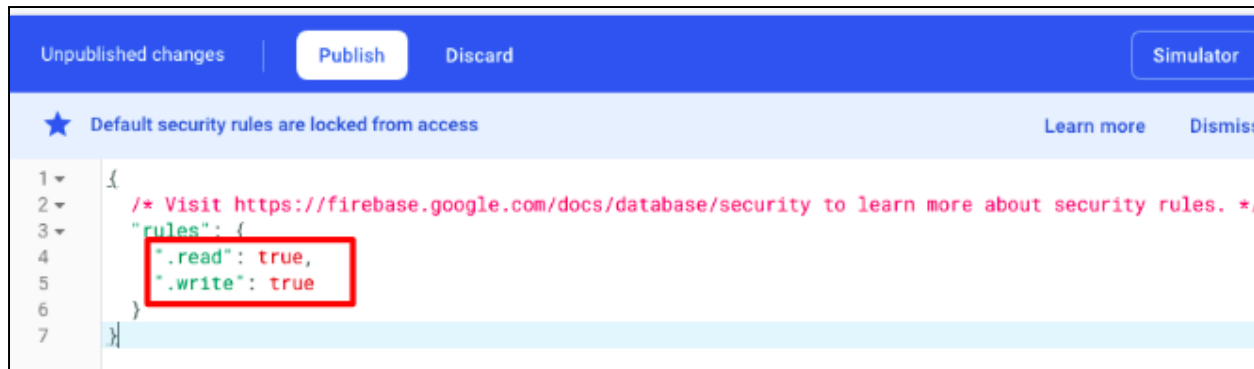 Unpublished changes Publish Discard Simulator
Default security rules are locked from access Learn more Dismiss
1 {
2 /* Visit https://firebase.google.com/docs/database/security to learn more about security rules. */
3 "rules": {
4 ".read": true,
5 ".write": true
6 }
7 }